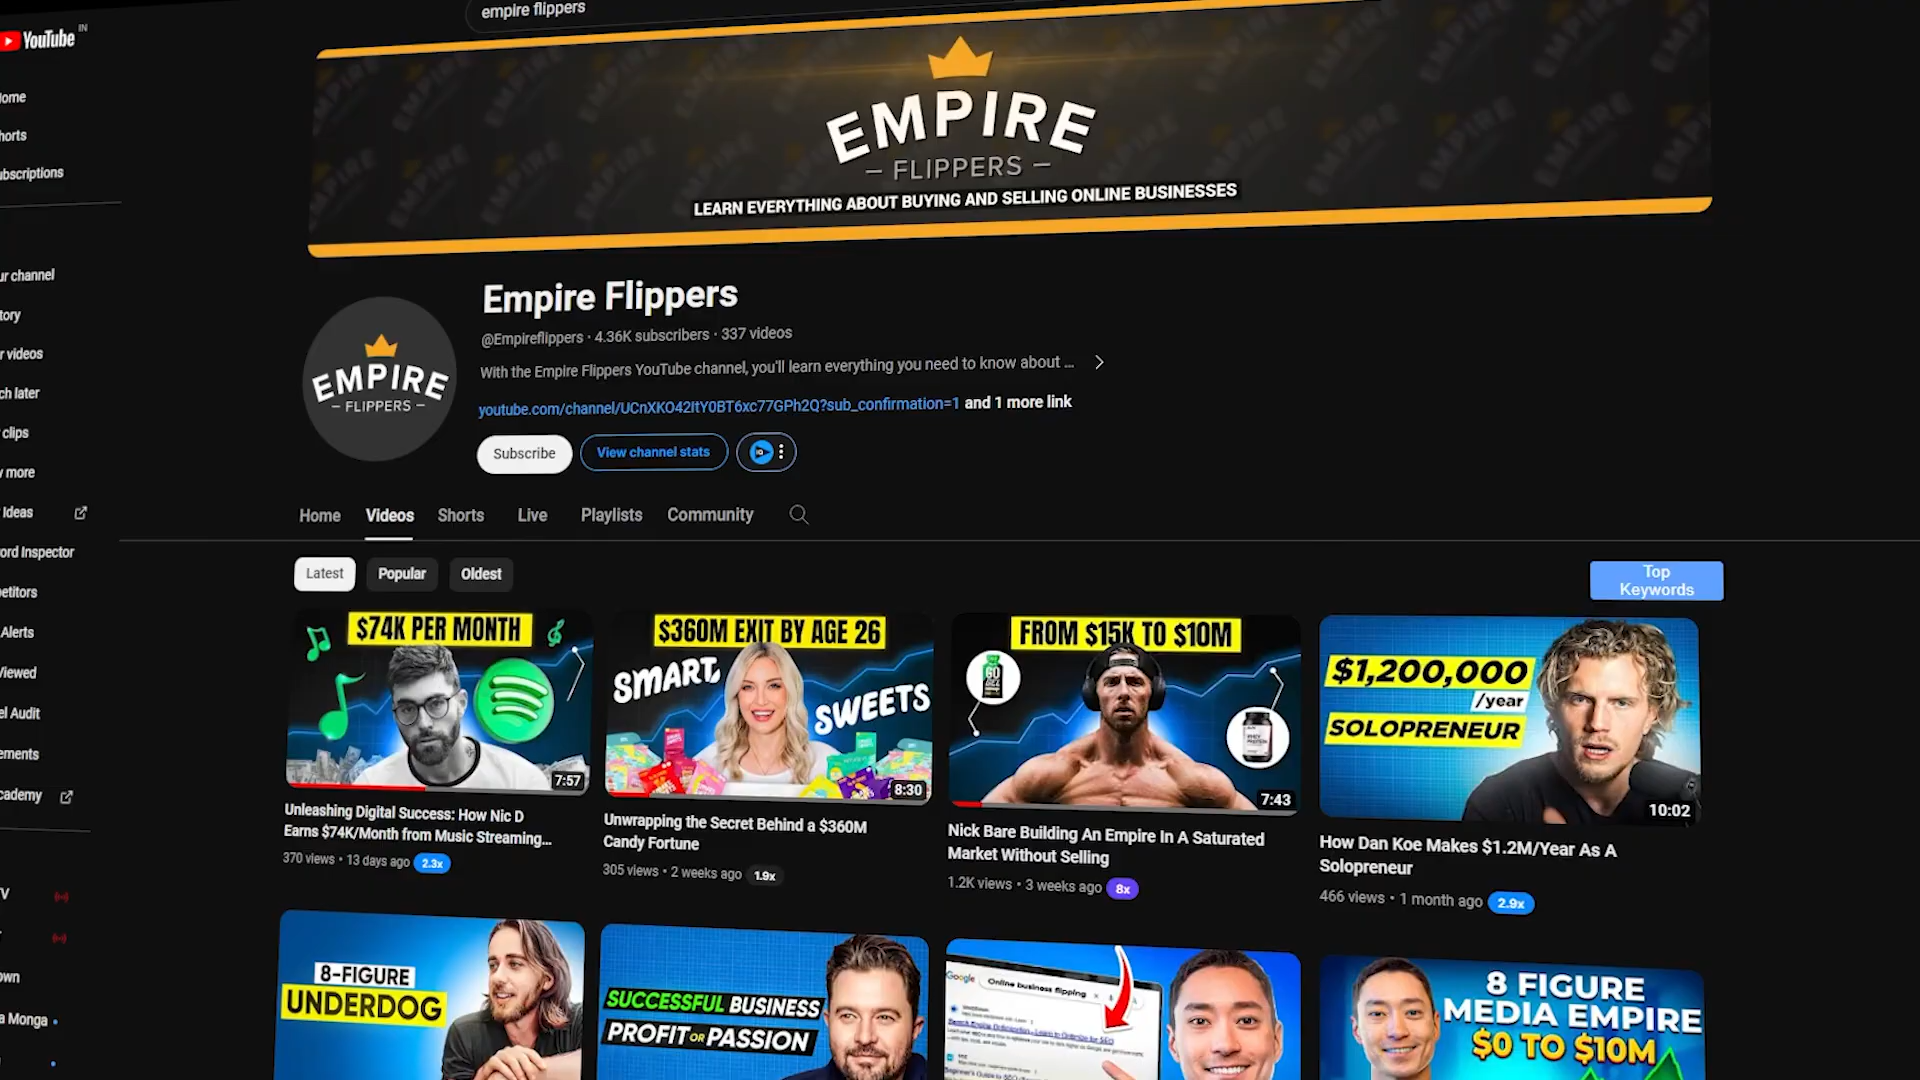 YouTube IN
empire flippers
ome
horts
ubscriptions
ur channel
tory
r videos
ch later
clips
w more
Ideas
ord Inspector
petitors
Alerts
Viewed
el Audit
ements
cademy
V
own
a Monga
EMPIRE
FLIPPERS
LEARN EVERYTHING ABOUT BUYING AND SELLING ONLINE BUSINESSES
EMPIRE
FLIPPERS
Empire Flippers
@Empireflippers · 4.36K subscribers · 337 videos
With the Empire Flippers YouTube channel, you'll learn everything you need to know about ...
youtube.com/channel/UCnXKO42ItY0BT6xc77GPh2Q?sub_confirmation=1 and 1 more link
Subscribe
View channel stats
Home Videos Shorts Live Playlists Community
Latest Popular Oldest
Top
Keywords
$74K PER MONTH
7:57
Unleashing Digital Success: How Nic D
Earns $74K/Month from Music Streaming...
370 views • 13 days ago 2.3x
$360M EXIT BY AGE 26
SMART
SWEETS
8:30
Unwrapping the Secret Behind a $360M
Candy Fortune
305 views • 2 weeks ago 1.9x
FROM $15K TO $10M
7:43
Nick Bare Building An Empire In A Saturated
Market Without Selling
1.2K views • 3 weeks ago 8x
$1,200,000
/year
SOLOPRENEUR
10:02
How Dan Koe Makes $1.2M/Year As A
Solopreneur
466 views • 1 month ago 2.9x
8-FIGURE
UNDERDOG
SUCCESSFUL BUSINESS
PROFIT OR PASSION
Google
Online business flipping
8 FIGURE
MEDIA EMPIRE
$0 TO $10M